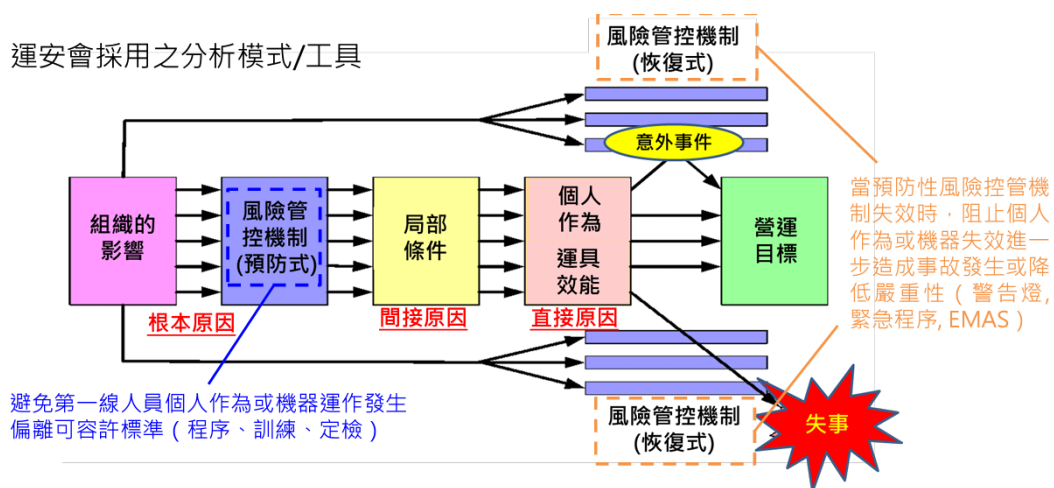 運安會採用之分析模式/工具
風險管控機制
(恢復式)
意外事件
組織的
影響
風險管
控機制
(預防式)
局部
條件
個人
作為
運具
效能
營運
目標
根本原因
間接原因
直接原因
當預防性風險控管機
制失效時，阻止個人
作為或機器失效進一
步造成事故發生或降
低嚴重性（警告燈,
緊急程序, EMAS）
避免第一線人員個人作為或機器運作發生
偏離可容許標準（程序、訓練、定檢）
風險管控機制
(恢復式)
失事